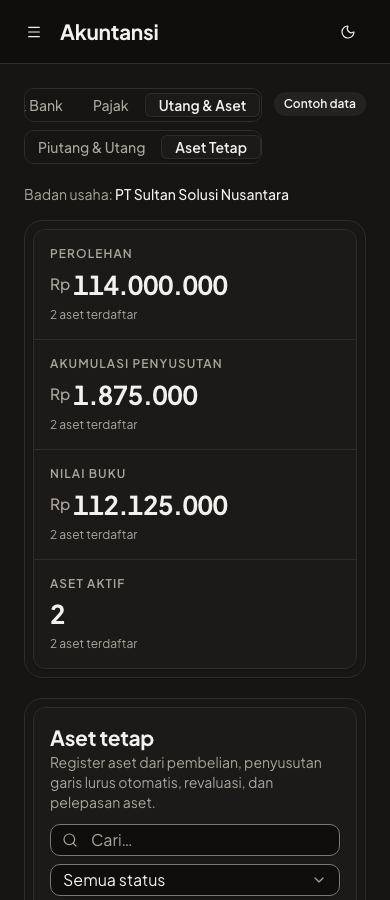 Akuntansi
Bank Pajak Utang & Aset Contoh data
Piutang & Utang Aset Tetap
Badan usaha: PT Sultan Solusi Nusantara
PEROLEHAN
Rp 114.000.000
2 aset terdaftar
AKUMULASI PENYUSUTAN
Rp 1.875.000
2 aset terdaftar
NILAI BUKU
Rp 112.125.000
2 aset terdaftar
ASET AKTIF
2
2 aset terdaftar
Aset tetap
Register aset dari pembelian, penyusutan
garis lurus otomatis, revaluasi, dan
pelepasan aset.
Cari...
Semua status